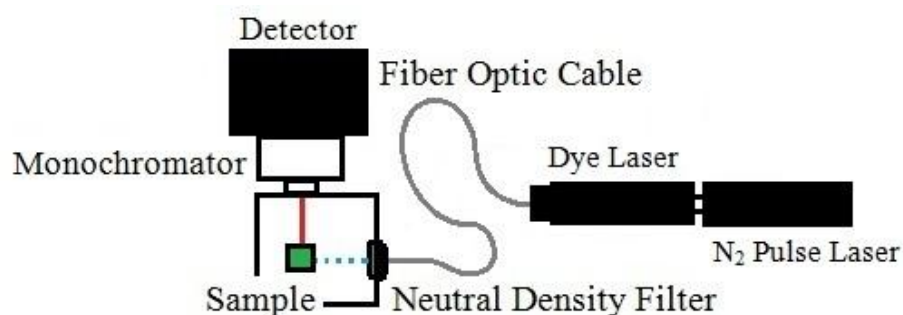 Detector
Fiber Optic Cable
Monochromator
Dye Laser
N₂ Pulse Laser
Sample
Neutral Density Filter